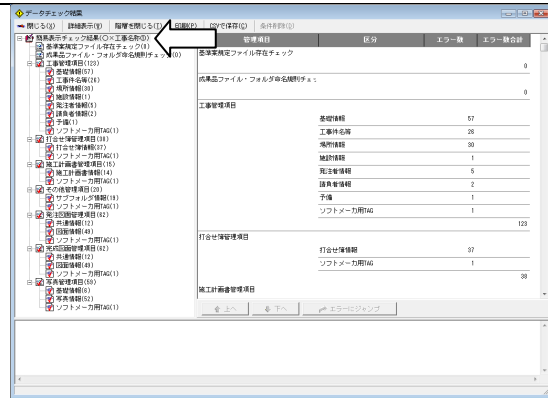 データチェック結果
閉じる(X) 詳細表示(V) 階層を閉じる(T) 印刷(P) CSVで保存(C) 条件削除(D)
簡易表示チェック結果(○×工事名称①)
基準案規定ファイル存在チェック(0)
成果品ファイル・フォルダ命名規則チェック(0)
工事管理項目(123)
基礎情報(57)
工事件名等(26)
場所情報(30)
施設情報(1)
発注者情報(5)
請負者情報(2)
予備(1)
ソフトメーカ用TAG(1)
打合せ簿管理項目(38)
打合せ簿情報(37)
ソフトメーカ用TAG(1)
施工計画書管理項目(15)
施工計画書情報(14)
ソフトメーカ用TAG(1)
その他管理項目(20)
サブフォルダ情報(19)
ソフトメーカ用TAG(1)
発注図面管理項目(62)
共通情報(12)
図面情報(49)
ソフトメーカ用TAG(1)
完成図面管理項目(62)
共通情報(12)
図面情報(49)
ソフトメーカ用TAG(1)
写真管理項目(59)
基礎情報(6)
写真情報(52)
ソフトメーカ用TAG(1)
管理項目 区分 エラー数 エラー数合計
基準案規定ファイル存在チェック
0
成果品ファイル・フォルダ命名規則チェ
0
工事管理項目
基礎情報 57
工事件名等 26
場所情報 30
施設情報 1
発注者情報 5
請負者情報 2
予備 1
ソフトメーカ用TAG 1
123
打合せ簿管理項目
打合せ簿情報 37
ソフトメーカ用TAG 1
38
施工計画書管理項目
上へ 下へ エラーにジャンプ